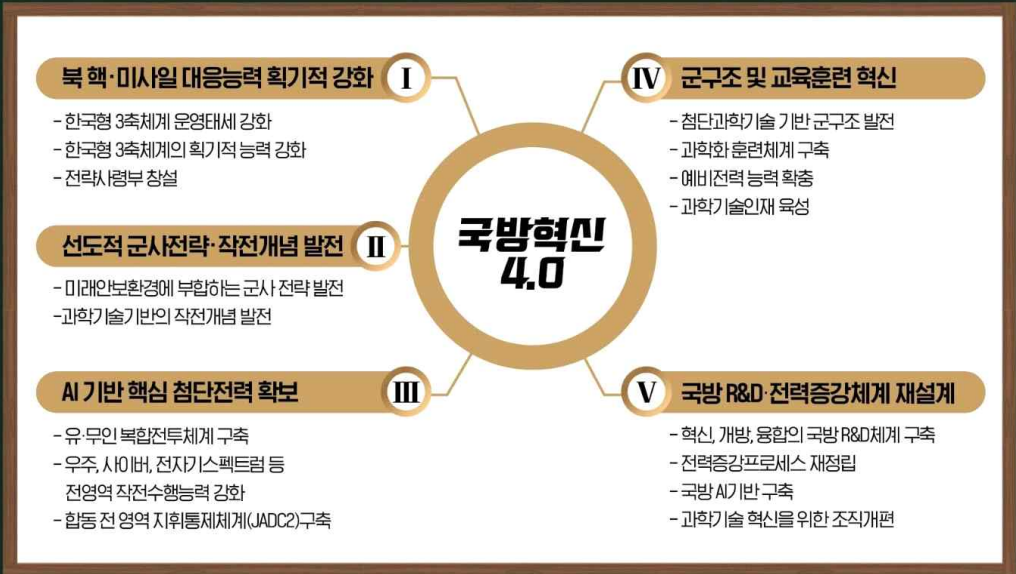 북 핵·미사일 대응능력 획기적 강화 I
- 한국형 3축체계 운영태세 강화
- 한국형 3축체계의 획기적 능력 강화
- 전략사령부 창설
선도적 군사전략·작전개념 발전 II
- 미래안보환경에 부합하는 군사 전략 발전
-과학기술기반의 작전개념 발전
AI 기반 핵심 첨단전력 확보 III
- 유·무인 복합전투체계 구축
- 우주, 사이버, 전자기스펙트럼 등
전영역 작전수행능력 강화
- 합동 전 영역 지휘통제체계(JADC2)구축
국방혁신
4.0
IV 군구조 및 교육훈련 혁신
- 첨단과학기술 기반 군구조 발전
- 과학화 훈련체계 구축
- 예비전력 능력 확충
- 과학기술인재 육성
V 국방 R&D·전력증강체계 재설계
- 혁신, 개방, 융합의 국방 R&D체계 구축
- 전력증강프로세스 재정립
- 국방 AI기반 구축
- 과학기술 혁신을 위한 조직개편